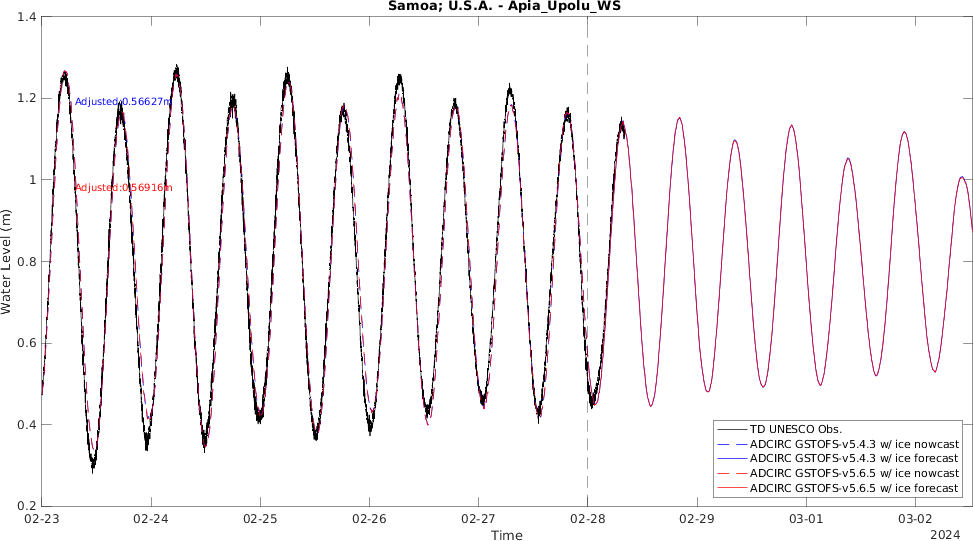 Samoa; U.S.A. - Apia_Upolu_WS
1.4
1.2
1
0.8
0.6
0.4
0.2
Water Level (m)
Adjusted:0.56627m
Adjusted:0.56916m
TD UNESCO Obs.
ADCIRC GSTOFS-v5.4.3 w/ ice nowcast
ADCIRC GSTOFS-v5.4.3 w/ ice forecast
ADCIRC GSTOFS-v5.6.5 w/ ice nowcast
ADCIRC GSTOFS-v5.6.5 w/ ice forecast
02-23 02-24 02-25 02-26 02-27 02-28 02-29 03-01 03-02
Time
2024